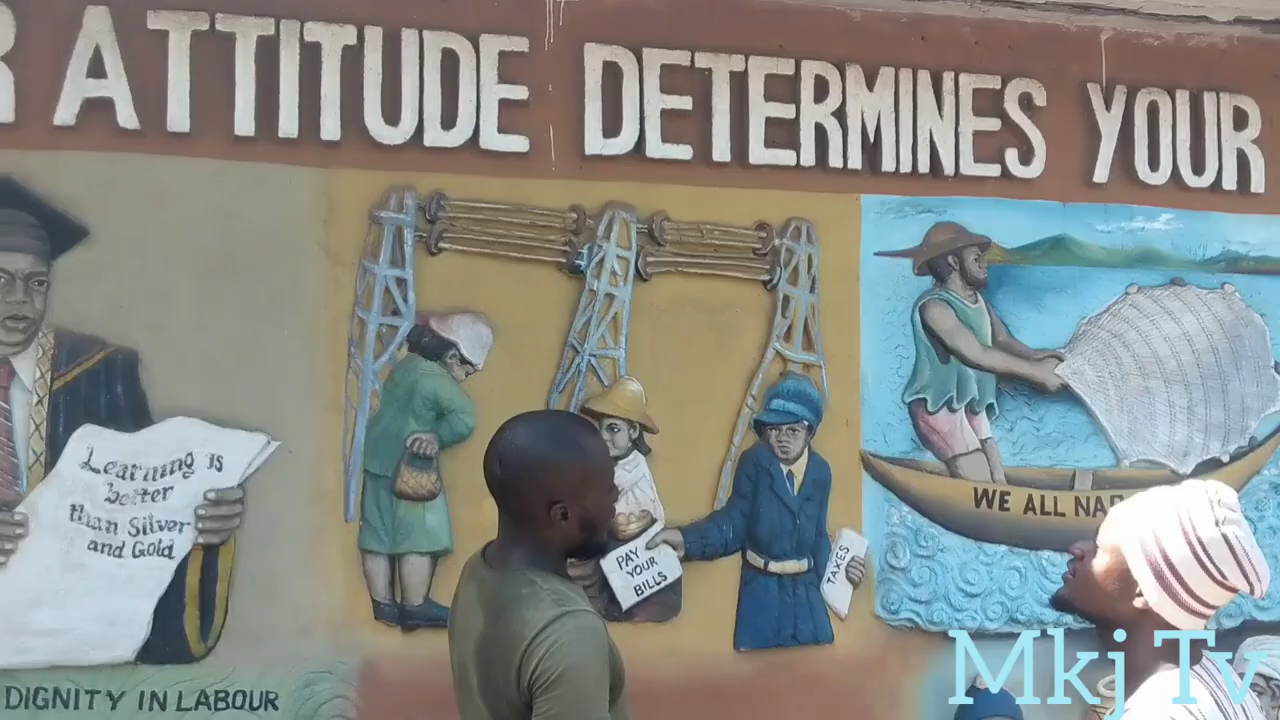 R ATTITUDE DETERMINES YOUR
Learning is
better
than Silver
and Gold
DIGNITY IN LABOUR
PAY
YOUR
BILLS
TAXES
WE ALL
Mkj Tv